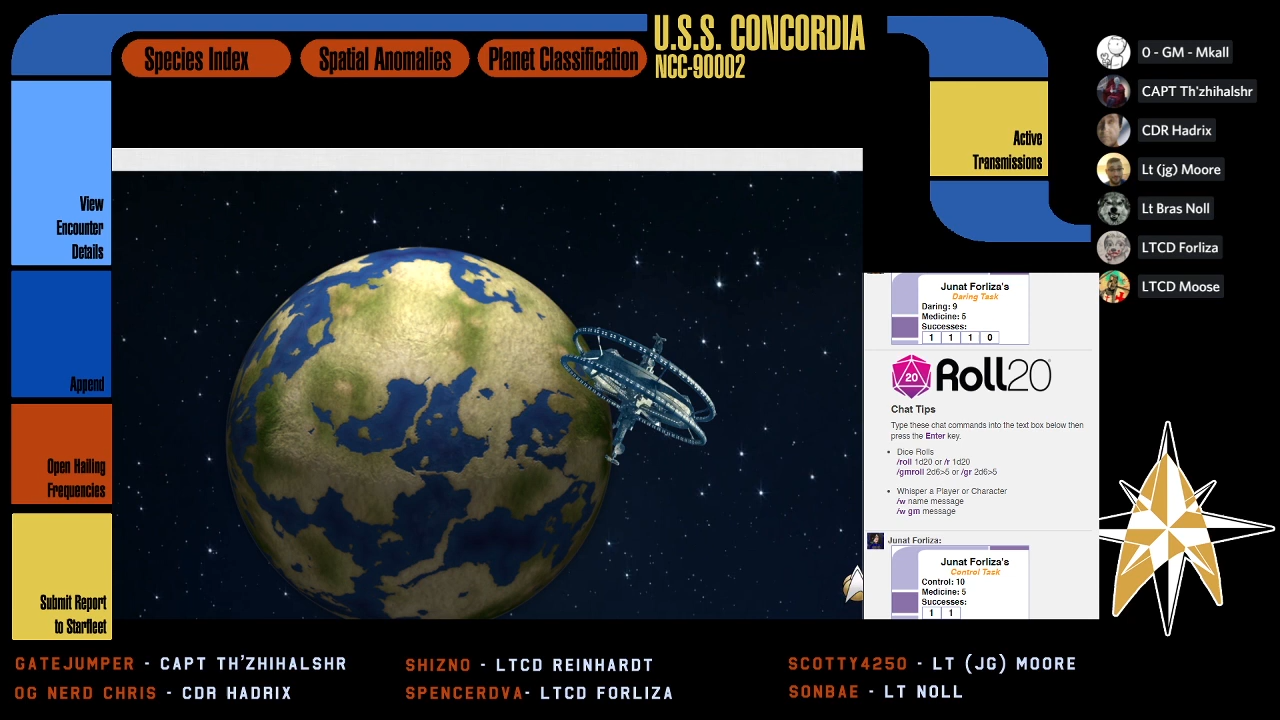 Species Index
Spatial Anomalies
Planet Classification
U.S.S. CONCORDIA
NCC-90002
View
Encounter
Details
Append
Open Hailing
Frequencies
Submit Report
to Starfleet
Active
Transmissions
0 - GM - Mkall
CAPT Th'zhihalshr
CDR Hadrix
Lt (jg) Moore
Lt Bras Noll
LTCD Forliza
LTCD Moose
Junat Forliza's
Daring Task
Daring: 9
Medicine: 5
Successes:
1 1 1 0
20 Roll20®
Chat Tips
Type these chat commands into the text box below then
press the Enter key.
• Dice Rolls
/roll 1d20 or /r 1d20
/gmroll 2d6>5 or /gr 2d6>5
• Whisper a Player or Character
/w name message
/w gm message
Junat Forliza:
Junat Forliza's
Control Task
Control: 10
Medicine: 5
Successes:
1 1
GATEJUMPER - CAPT TH'ZHIHALSHR
OG NERD CHRIS - CDR HADRIX
SHIZNO - LTCD REINHARDT
SPENCERDVA- LTCD FORLIZA
SCOTTY4250 - LT (JG) MOORE
SONBAE - LT NOLL